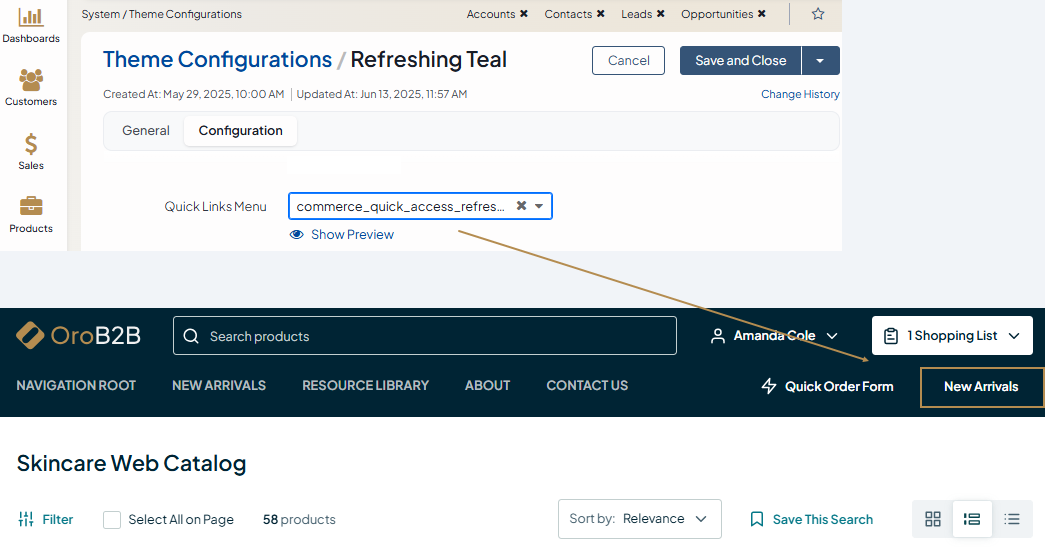 System / Theme Configurations
Accounts ✖ Contacts ✖ Leads ✖ Opportunities ✖
Dashboards
Customers
Sales
Products
Theme Configurations / Refreshing Teal
Cancel
Save and Close
Created At: May 29, 2025, 10:00 AM | Updated At: Jun 13, 2025, 11:57 AM
Change History
General
Configuration
Quick Links Menu
commerce_quick_access_refres...
Show Preview
OroB2B
Search products
Amanda Cole
1 Shopping List
NAVIGATION ROOT
NEW ARRIVALS
RESOURCE LIBRARY
ABOUT
CONTACT US
Quick Order Form
New Arrivals
Skincare Web Catalog
Filter
Select All on Page
58 products
Sort by: Relevance
Save This Search